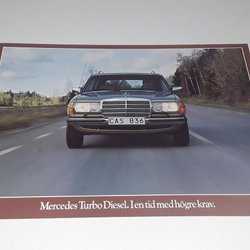 CAS 836
Mercedes Turbo Diesel. I en tid med högre krav.